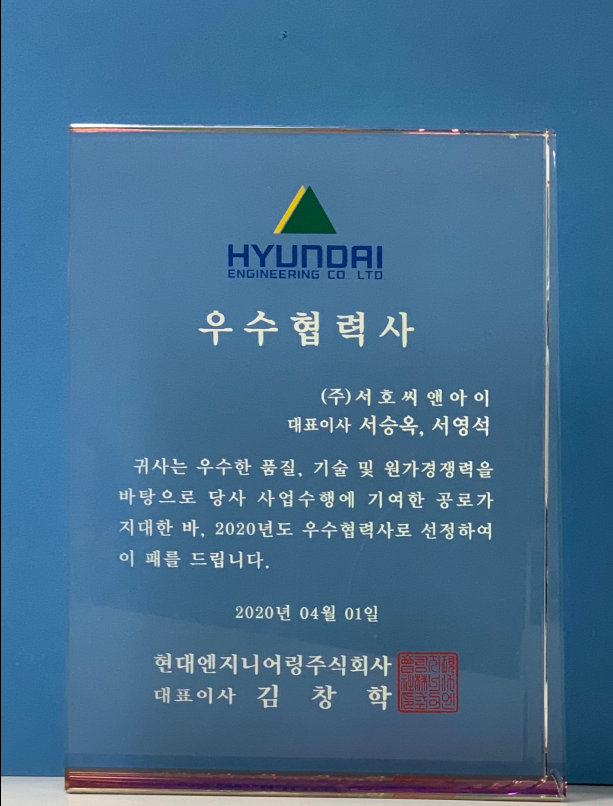 HYUNDAI
ENGINEERING CO LTD
우수협력사
(주)서호씨앤아이
대표이사 서승옥, 서영석
귀사는 우수한 품질, 기술 및 원가경쟁력을
바탕으로 당사 사업수행에 기여한 공로가
지대한 바, 2020년도 우수협력사로 선정하여
이 패를 드립니다.
2020년 04월 01일
현대엔지니어링주식회사
대표이사 김창학